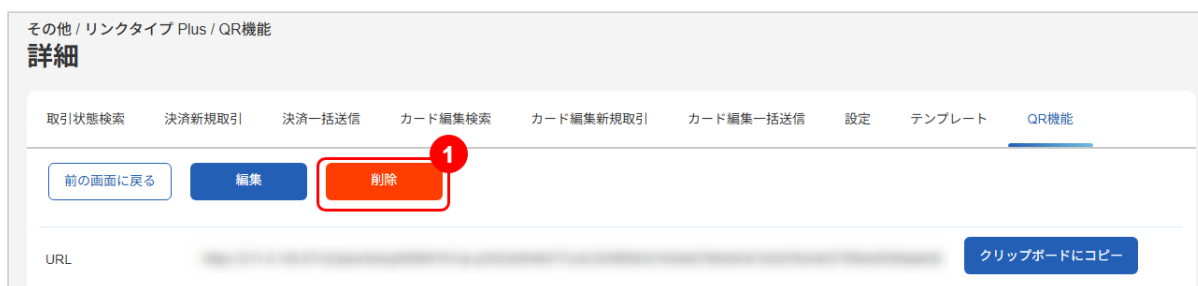 その他 / リンクタイプ Plus / QR機能
詳細
取引状態検索 決済新規取引 決済一括送信 カード編集検索 カード編集新規取引 カード編集一括送信 設定 テンプレート QR機能
1
前の画面に戻る 編集 削除
URL クリップボードにコピー